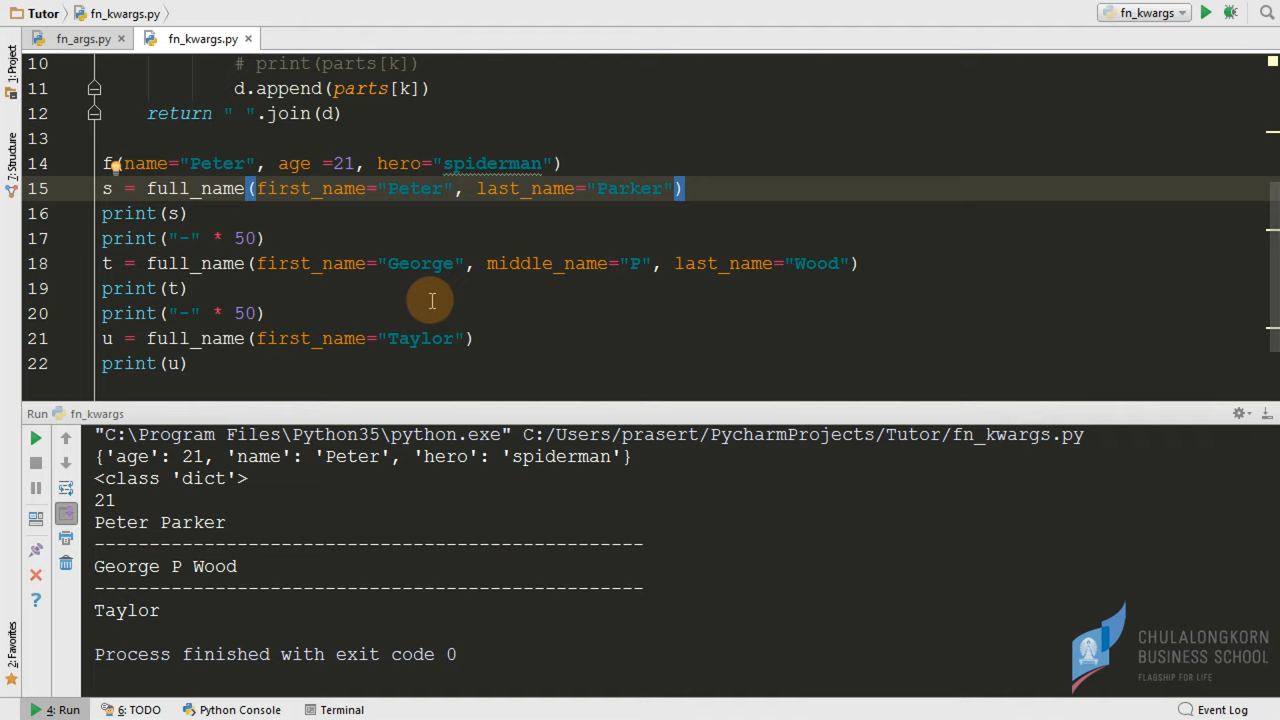 Tutor fn_kwargs.py fn_kwargs
fn_args.py fn_kwargs.py
1: Project
7: Structure
2: Favorites
10 # print(parts[k])
11 d.append(parts[k])
12 return " ".join(d)
13
14 f(name="Peter", age =21, hero="spiderman")
15 s = full_name(first_name="Peter", last_name="Parker")
16 print(s)
17 print("-" * 50)
18 t = full_name(first_name="George", middle_name="P", last_name="Wood")
19 print(t)
20 print("-" * 50)
21 u = full_name(first_name="Taylor")
22 print(u)
Run fn_kwargs
"C:\Program Files\Python35\python.exe" C:/Users/prasert/PycharmProjects/Tutor/fn_kwargs.py
{'age': 21, 'name': 'Peter', 'hero': 'spiderman'}
<class 'dict'>
21
Peter Parker
--------------------------------------------------
George P Wood
--------------------------------------------------
Taylor
Process finished with exit code 0
CHULALONGKORN
BUSINESS SCHOOL
FLAGSHIP FOR LIFE
4: Run 6: TODO Python Console Terminal Event Log